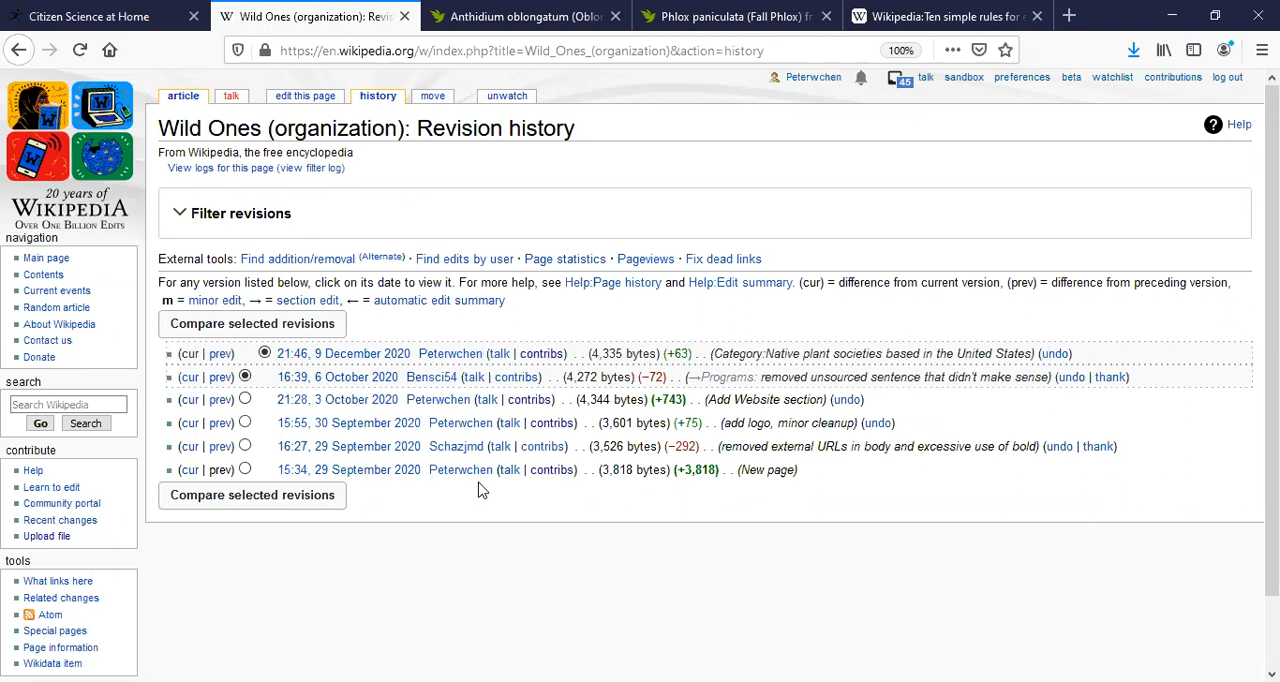 Citizen Science at Home
Wild Ones (organization): Revis
Anthidium oblongatum (Oblon
Phlox paniculata (Fall Phlox) fr
Wikipedia:Ten simple rules for e
https://en.wikipedia.org/w/index.php?title=Wild_Ones_(organization)&action=history
100%
Peterwchen 45 talk sandbox preferences beta watchlist contributions log out
article talk edit this page history move unwatch
Wild Ones (organization): Revision history
Help
From Wikipedia, the free encyclopedia
View logs for this page (view filter log)
20 years of
WIKIPEDIA
OVER ONE BILLION EDITS
Filter revisions
navigation
Main page
Contents
Current events
Random article
About Wikipedia
Contact us
Donate
search
Search Wikipedia
Go Search
contribute
Help
Learn to edit
Community portal
Recent changes
Upload file
tools
What links here
Related changes
Atom
Special pages
Page information
Wikidata item
External tools: Find addition/removal (Alternate) · Find edits by user · Page statistics · Pageviews · Fix dead links
For any version listed below, click on its date to view it. For more help, see Help:Page history and Help:Edit summary. (cur) = difference from current version, (prev) = difference from preceding version,
m = minor edit, → = section edit, ← = automatic edit summary
Compare selected revisions
(cur | prev) 21:46, 9 December 2020 Peterwchen (talk | contribs) . . (4,335 bytes) (+63) . . (Category:Native plant societies based in the United States) (undo)
(cur | prev) 16:39, 6 October 2020 Bensci54 (talk | contribs) . . (4,272 bytes) (−72) . . (→Programs: removed unsourced sentence that didn't make sense) (undo | thank)
(cur | prev) 21:28, 3 October 2020 Peterwchen (talk | contribs) . . (4,344 bytes) (+743) . . (Add Website section) (undo)
(cur | prev) 15:55, 30 September 2020 Peterwchen (talk | contribs) . . (3,601 bytes) (+75) . . (add logo, minor cleanup) (undo)
(cur | prev) 16:27, 29 September 2020 Schazjmd (talk | contribs) . . (3,526 bytes) (−292) . . (removed external URLs in body and excessive use of bold) (undo | thank)
(cur | prev) 15:34, 29 September 2020 Peterwchen (talk | contribs) . . (3,818 bytes) (+3,818) . . (New page)
Compare selected revisions